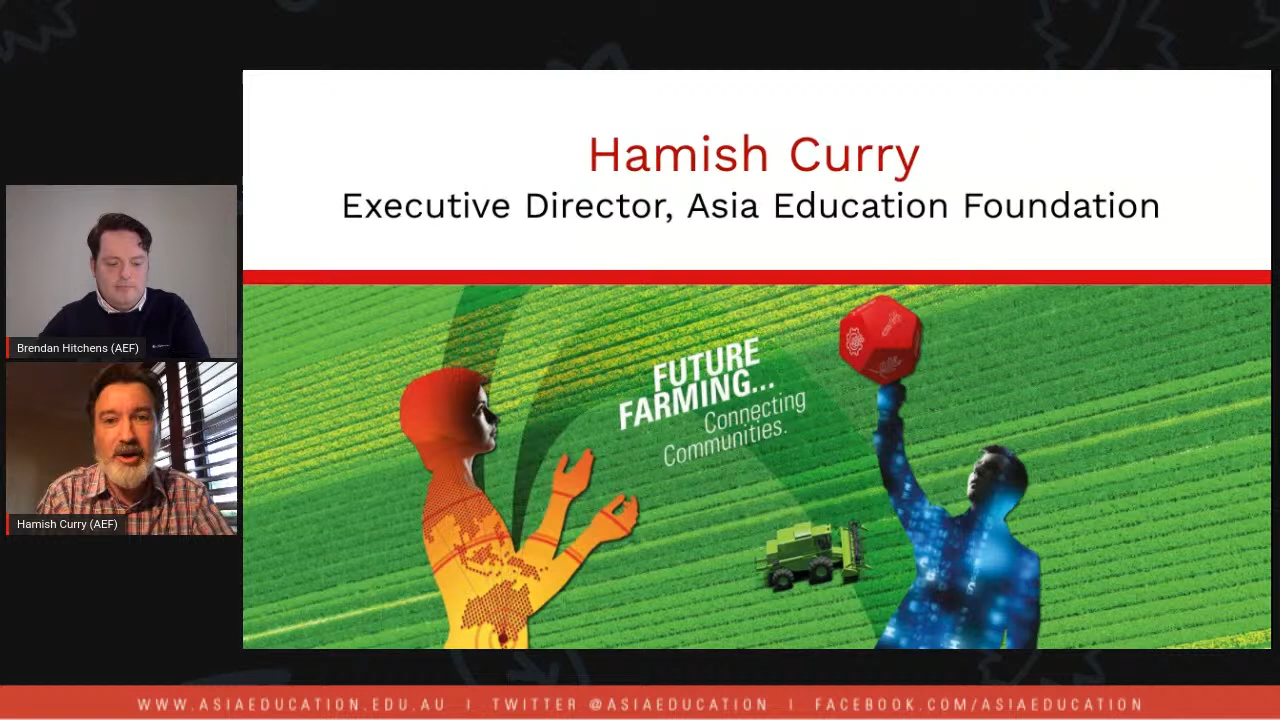 Hamish Curry
Executive Director, Asia Education Foundation
Brendan Hitchens (AEF)
Hamish Curry (AEF)
FUTURE
FARMING...
Connecting
Communities.
WWW.ASIAEDUCATION.EDU.AU | TWITTER @ASIAEDUCATION | FACEBOOK.COM/ASIAEDUCATION